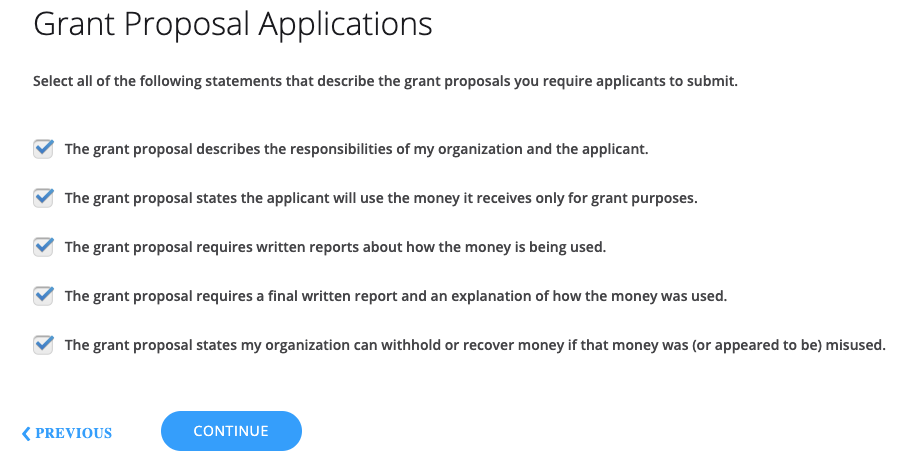 Grant Proposal Applications
Select all of the following statements that describe the grant proposals you require applicants to submit.
The grant proposal describes the responsibilities of my organization and the applicant.
The grant proposal states the applicant will use the money it receives only for grant purposes.
The grant proposal requires written reports about how the money is being used.
The grant proposal requires a final written report and an explanation of how the money was used.
The grant proposal states my organization can withhold or recover money if that money was (or appeared to be) misused.
PREVIOUS
CONTINUE